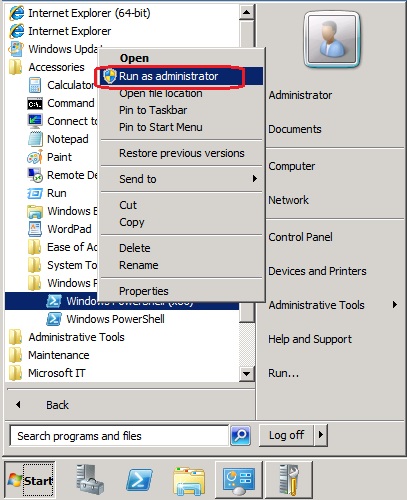 Internet Explorer (64-bit)
Internet Explorer
Windows Upda
Accessories
Calculator
Command
Connect to
Notepad
Paint
Remote De
Run
Windows E
WordPad
Ease of Ac
System To
Windows P
Windows PowerShell (x86)
Windows PowerShell
Administrative Tools
Maintenance
Microsoft IT
Back
Search programs and files
Open
Run as administrator
Open file location
Pin to Taskbar
Pin to Start Menu
Restore previous versions
Send to
Cut
Copy
Delete
Rename
Properties
Administrator
Documents
Computer
Network
Control Panel
Devices and Printers
Administrative Tools
Help and Support
Run...
Log off
Start